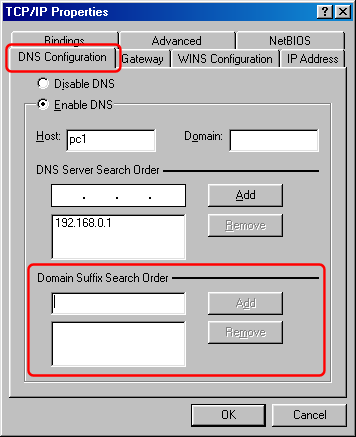 TCP/IP Properties
Bindings Advanced NetBIOS
DNS Configuration Gateway WINS Configuration IP Address
Disable DNS
Enable DNS
Host: pc1 Domain:
DNS Server Search Order
. . . Add
192.168.0.1 Remove
Domain Suffix Search Order
Add
Remove
OK Cancel